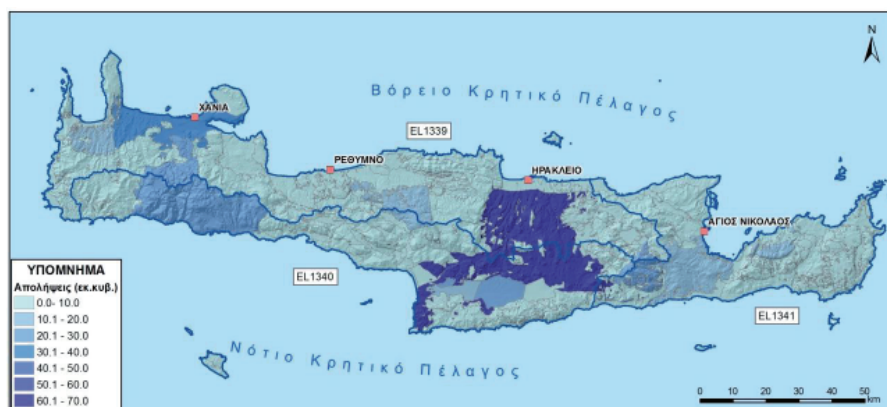 N
Βόρειο Κρητικό Πέλαγος
ΧΑΝΙΑ
EL1339
ΡΕΘΥΜΝΟ
ΗΡΑΚΛΕΙΟ
ΑΓΙΟΣ ΝΙΚΟΛΑΟΣ
EL1340
EL1341
Νότιο Κρητικό Πέλαγος
ΥΠΟΜΝΗΜΑ
Απολήψεις (εκ.κυβ.)
0.0- 10.0
10.1 - 20.0
20.1 - 30.0
30.1 - 40.0
40.1 - 50.0
50.1 - 60.0
60.1 - 70.0
0 10 20 30 40 50
km